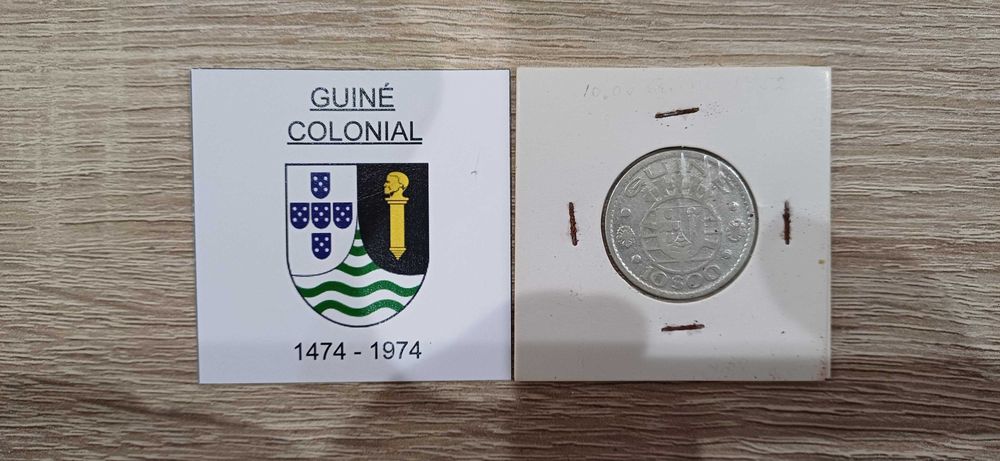 GUINÉ
COLONIAL
1474 - 1974
GUINÉ
10$00